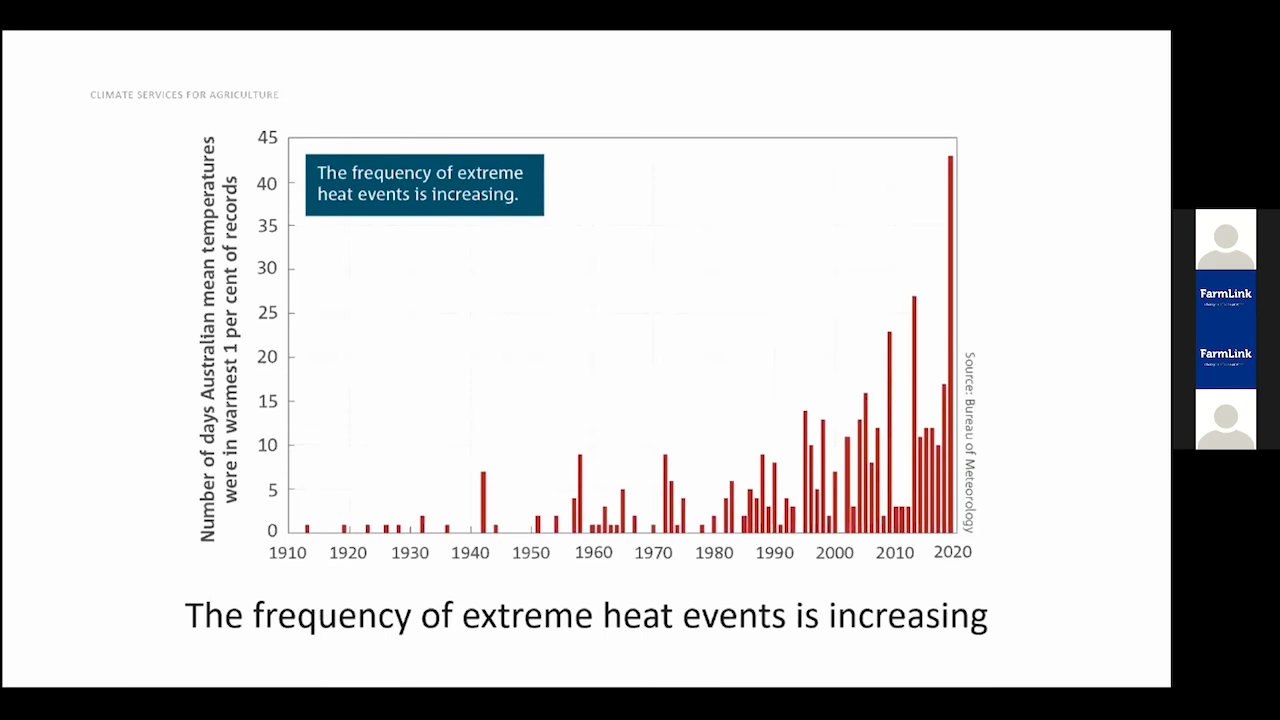 CLIMATE SERVICES FOR AGRICULTURE
Number of days Australian mean temperatures
were in warmest 1 per cent of records
45
40
35
30
25
20
15
10
5
0
The frequency of extreme
heat events is increasing.
1910 1920 1930 1940 1950 1960 1970 1980 1990 2000 2010 2020
Source: Bureau of Meteorology
The frequency of extreme heat events is increasing
FarmLink
FarmLink